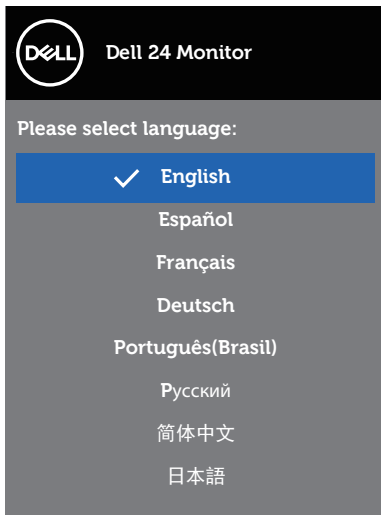 DELL Dell 24 Monitor
Please select language:
English
Español
Français
Deutsch
Português(Brasil)
Русский
简体中文
日本語